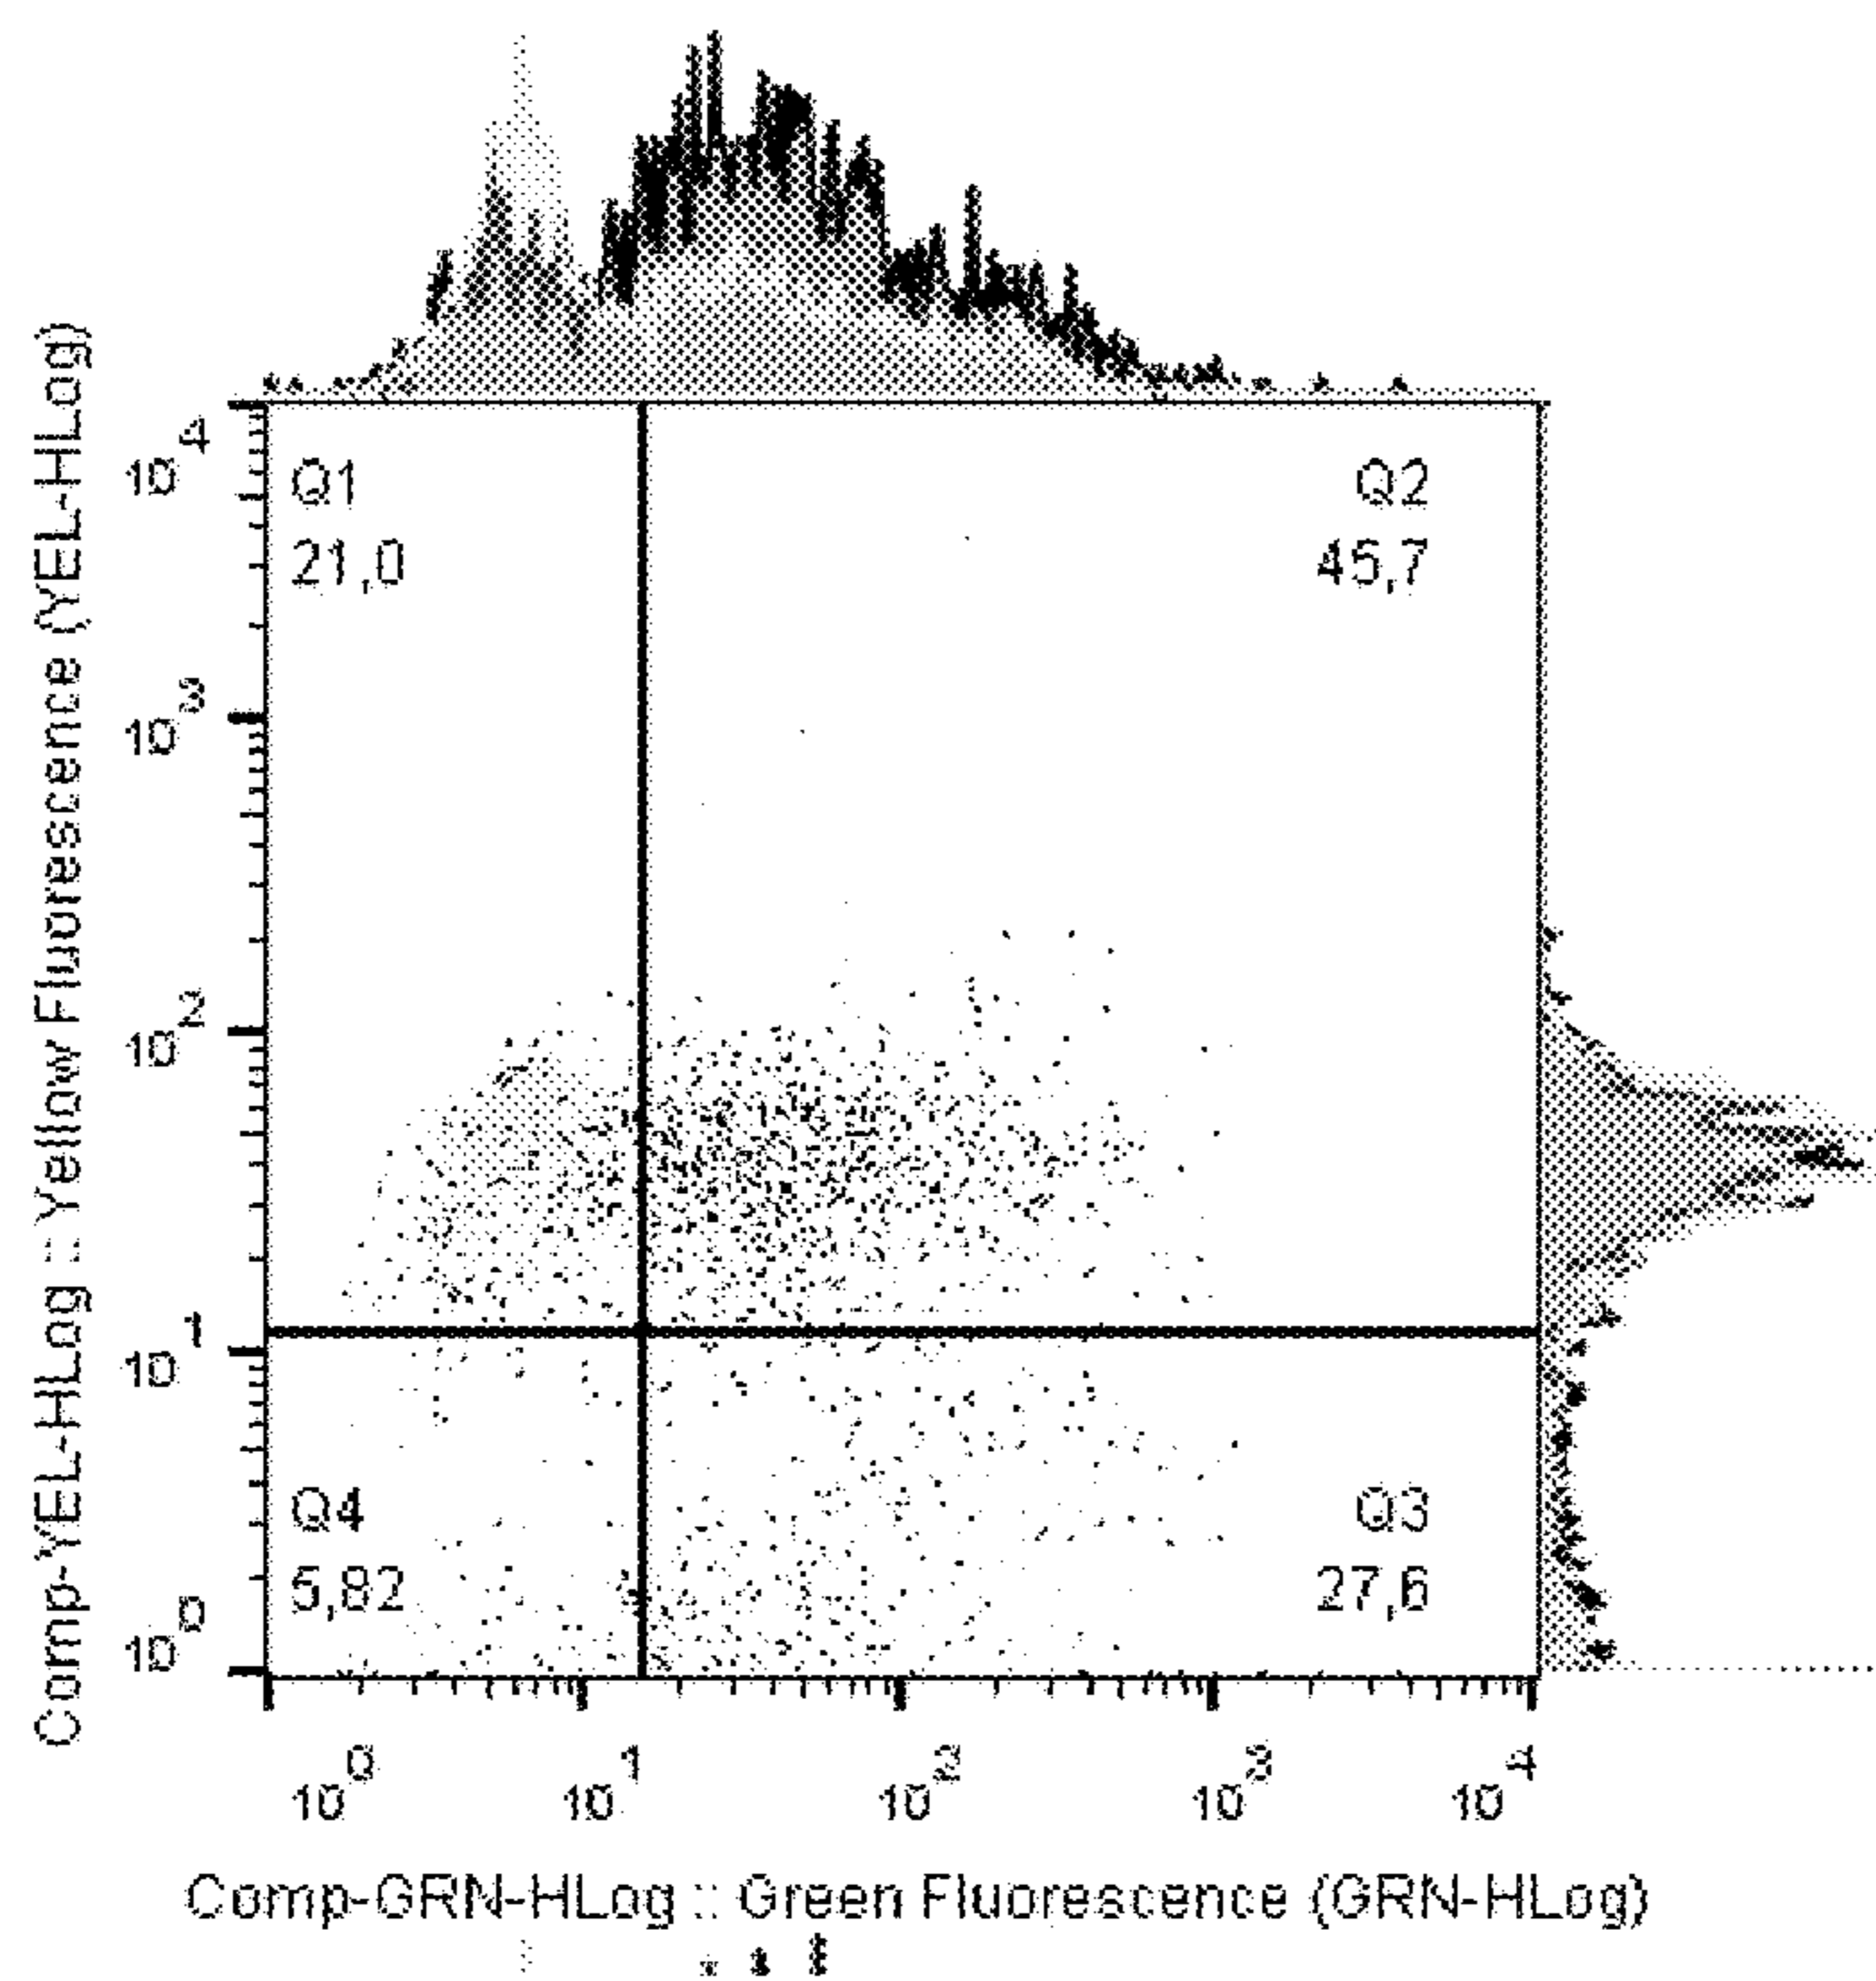 Comp-YEL-HLog :: Yellow Fluorescence (YEL-HLog)
10^4
10^3
10^2
10^1
10^0
Q1
21,0
Q2
45,7
Q4
5,82
Q3
27,6
10^0 10^1 10^2 10^3 10^4
Comp-GRN-HLog :: Green Fluorescence (GRN-HLog)